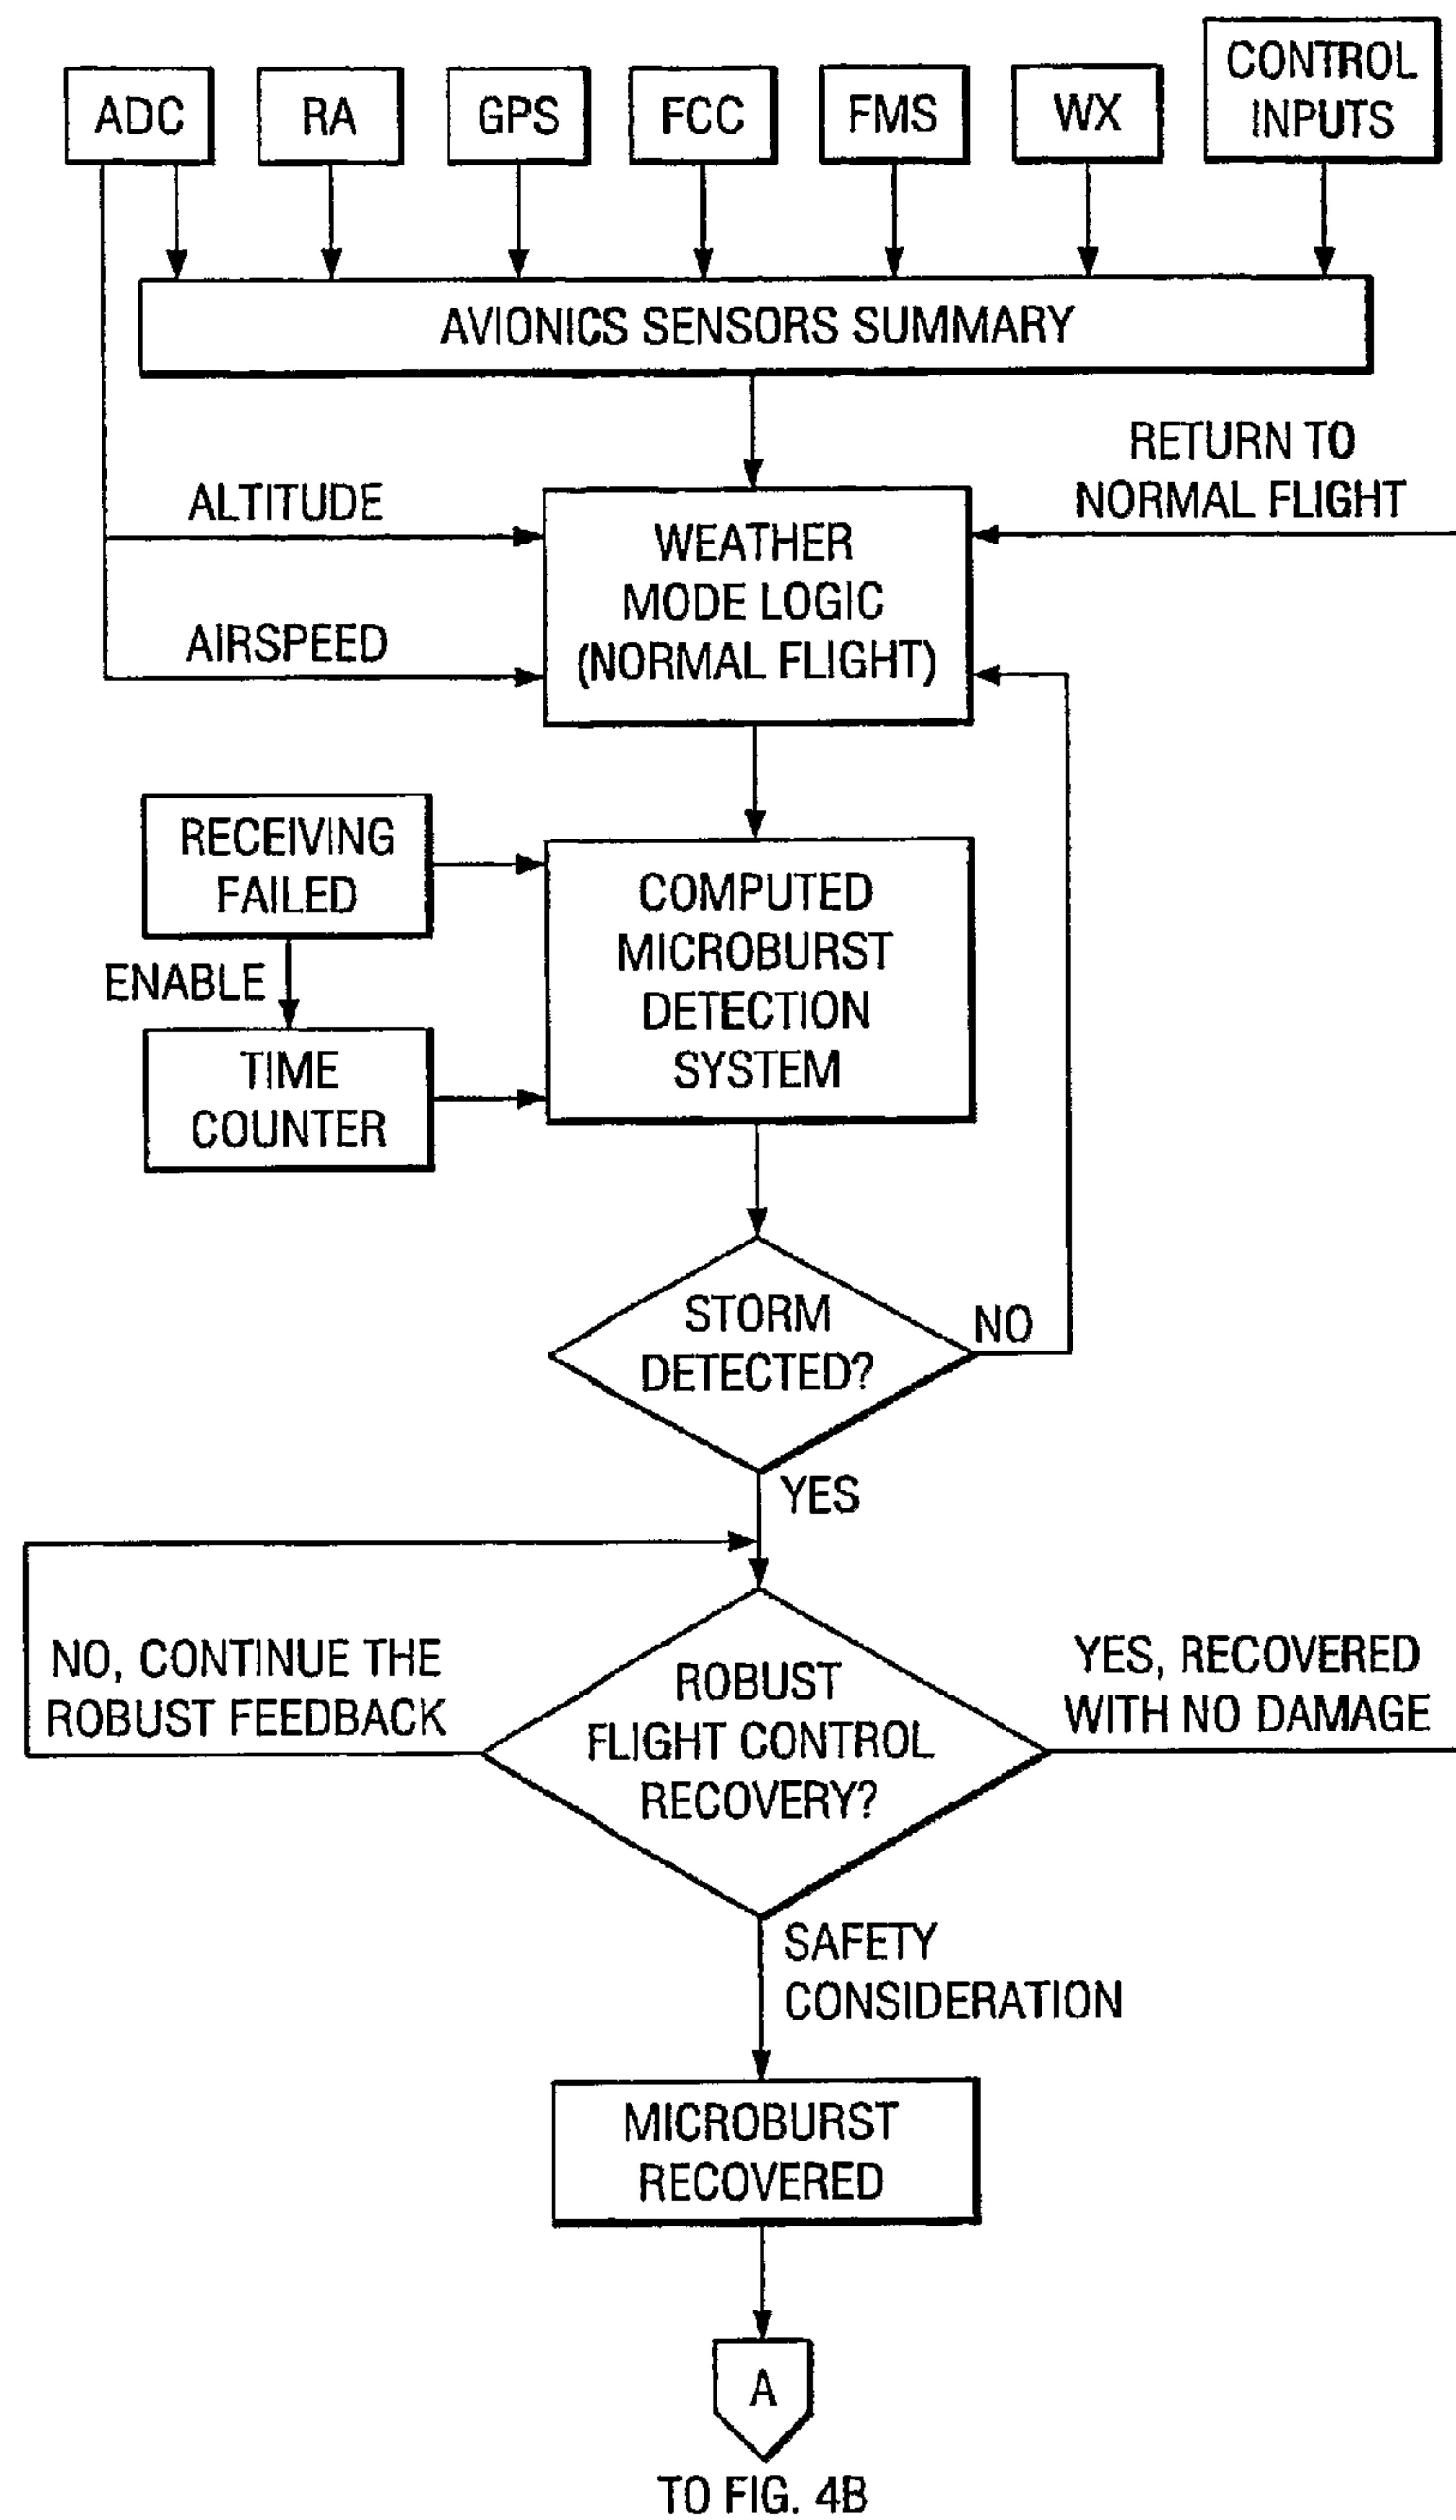 ADC
RA
GPS
FCC
FMS
WX
CONTROL
INPUTS
AVIONICS SENSORS SUMMARY
RETURN TO
NORMAL FLIGHT
ALTITUDE
AIRSPEED
WEATHER
MODE LOGIC
(NORMAL FLIGHT)
RECEIVING
FAILED
ENABLE
TIME
COUNTER
COMPUTED
MICROBURST
DETECTION
SYSTEM
STORM
DETECTED?
NO
YES
NO, CONTINUE THE
ROBUST FEEDBACK
ROBUST
FLIGHT CONTROL
RECOVERY?
YES, RECOVERED
WITH NO DAMAGE
SAFETY
CONSIDERATION
MICROBURST
RECOVERED
A
TO FIG. 4B